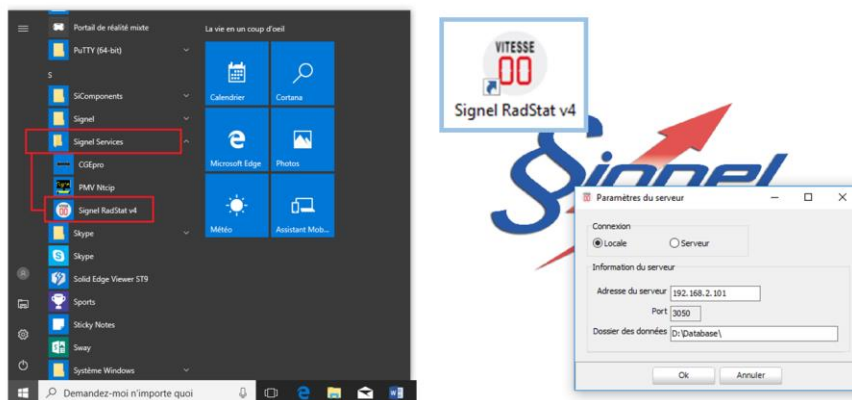 Portail de réalité mixte
La vie en un coup d'oeil
PuTTY (64-bit)
S
SiComponents
Signel
Signel Services
CGEpro
PMV Ntcip
Signel RadStat v4
Skype
Skype
Solid Edge Viewer ST9
Sports
Sticky Notes
Sway
Système Windows
Calendrier
Cortana
Microsoft Edge
Photos
Météo
Assistant Mob...
Demandez-moi n'importe quoi
VITESSE
00
Signel RadStat v4
Signel
Paramètres du serveur
Connexion
Locale
Serveur
Information du serveur
Adresse du serveur 192.168.2.101
Port 3050
Dossier des données D:\Database\
Ok
Annuler